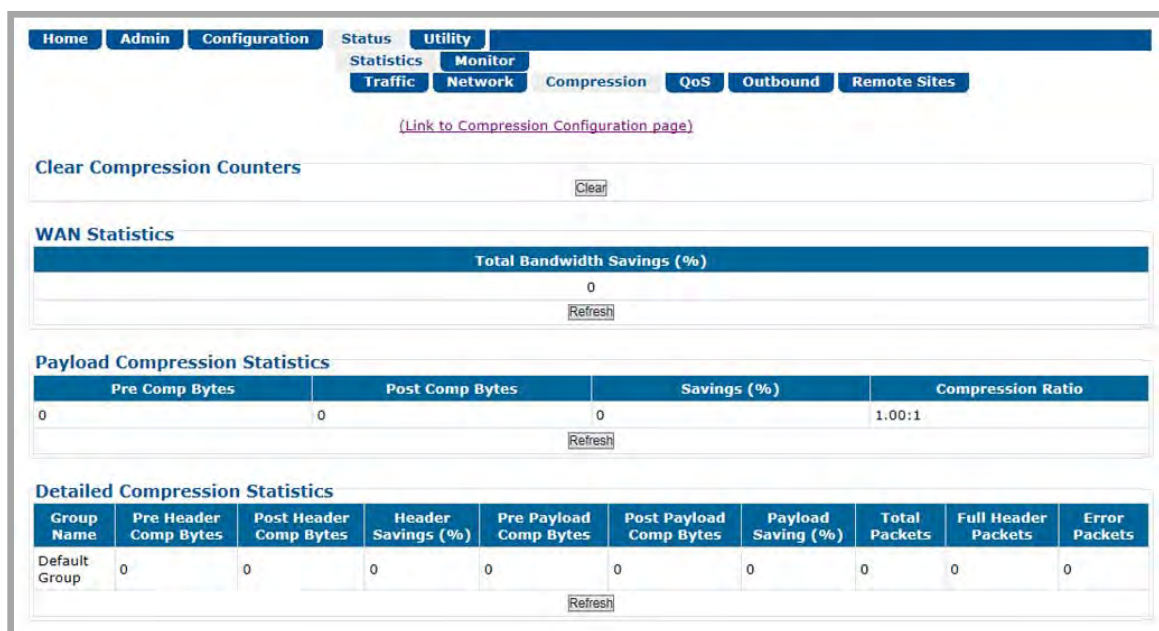 Home Admin Configuration Status Utility
Statistics Monitor
Traffic Network Compression QoS Outbound Remote Sites
(Link to Compression Configuration page)
Clear Compression Counters
Clear
WAN Statistics
Total Bandwidth Savings (%)
0
Refresh
Payload Compression Statistics
Pre Comp Bytes Post Comp Bytes Savings (%) Compression Ratio
0 0 0 1.00:1
Refresh
Detailed Compression Statistics
Group Name Pre Header Comp Bytes Post Header Comp Bytes Header Savings (%) Pre Payload Comp Bytes Post Payload Comp Bytes Payload Saving (%) Total Packets Full Header Packets Error Packets
Default Group 0 0 0 0 0 0 0 0 0
Refresh